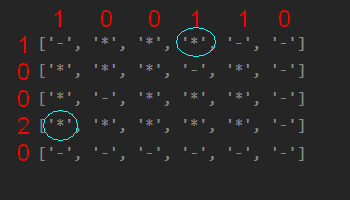 1 0 0 1 1 0
1 ['-', '*', '*', '*', '-', '-']
0 ['*', '*', '*', '-', '*', '-']
0 ['*', '-', '*', '*', '*', '-']
2 ['*', '*', '*', '*', '*', '-']
0 ['-', '-', '-', '-', '-', '-']